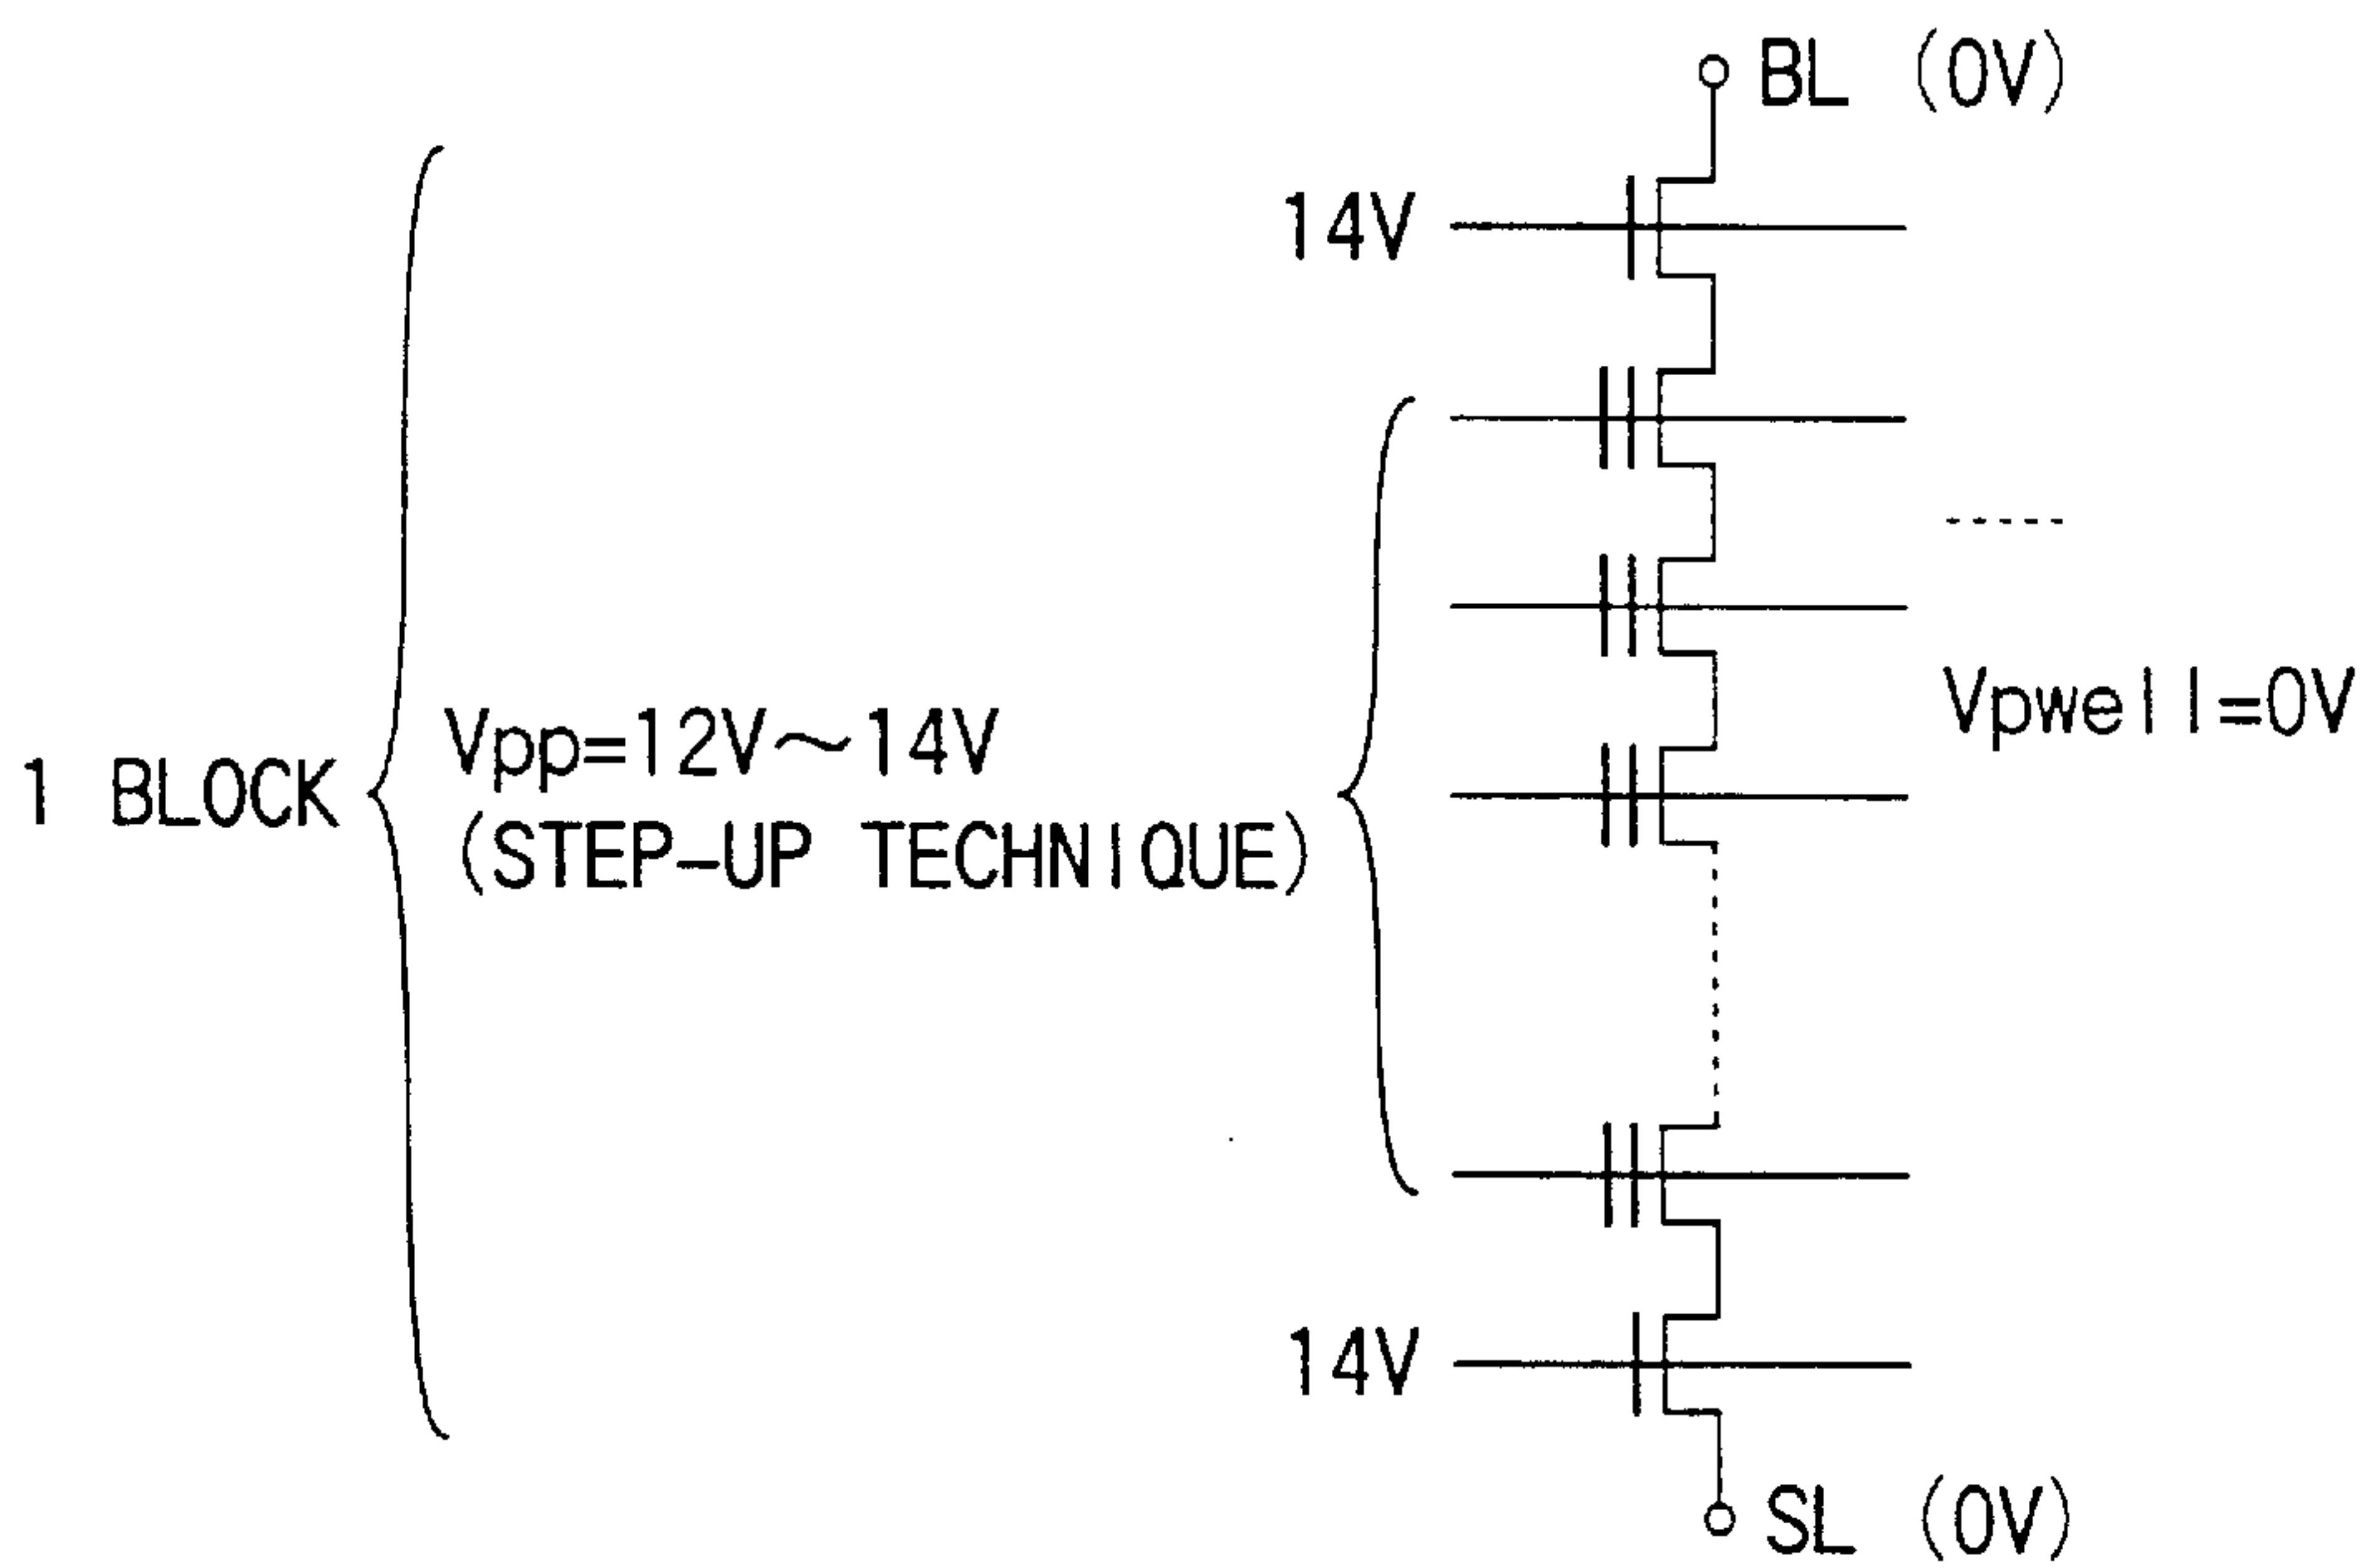 BL (0V)
14V
Vpwell=0V
Vpp=12V~14V
1 BLOCK
(STEP-UP TECHNIQUE)
14V
SL (0V)